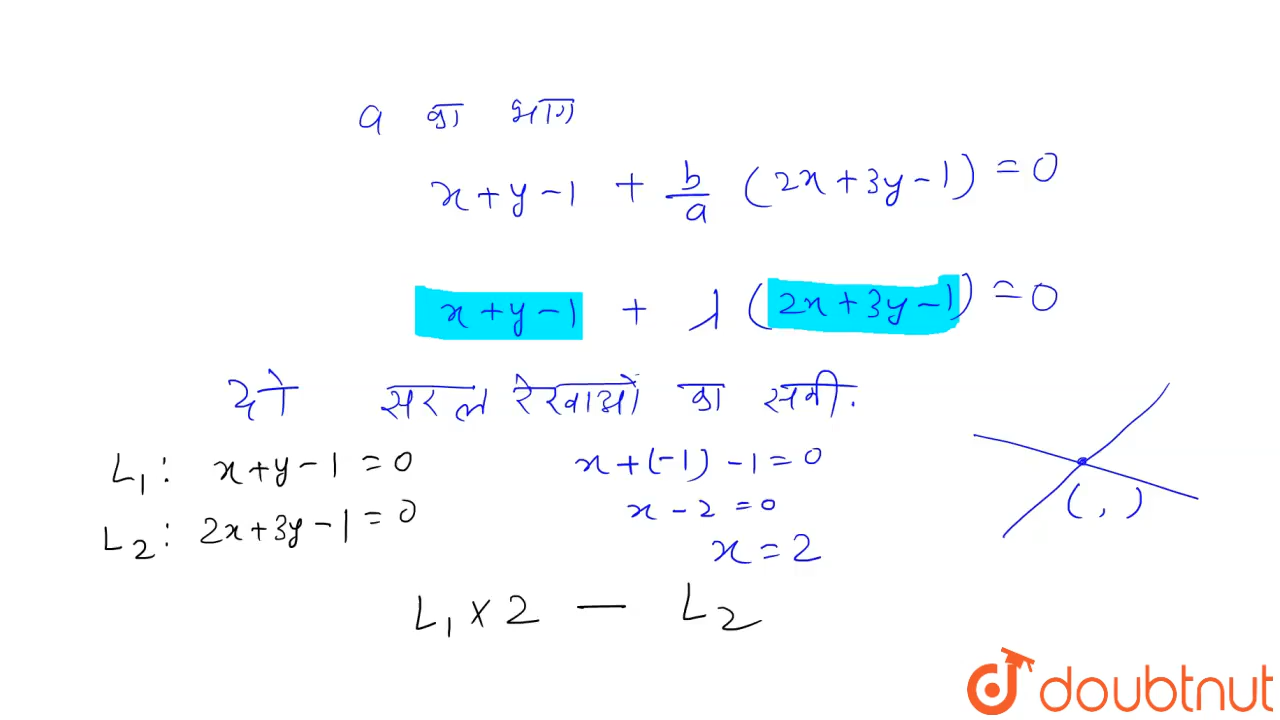 a का भाग
x+y-1 + b/a (2x+3y-1) = 0
x+y-1 + λ (2x+3y-1) = 0
दो सरल रेखाओं का समी.
L₁ : x+y-1 = 0
L₂ : 2x+3y-1 = 0
x+(-1) -1 = 0
x - 2 = 0
x = 2
( , )
L₁ x 2 — L₂
doubtnut